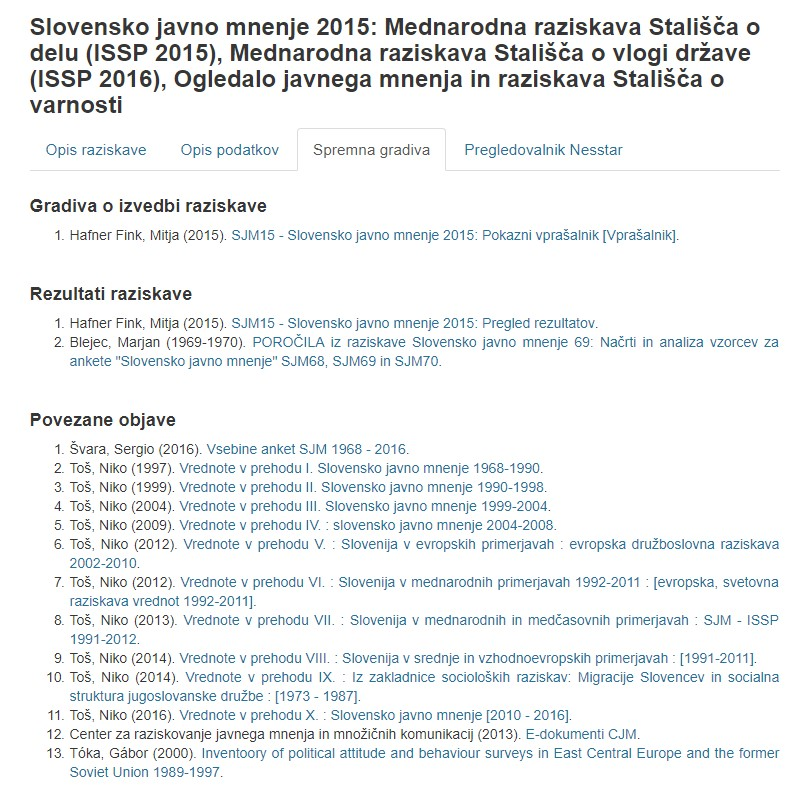 Slovensko javno mnenje 2015: Mednarodna raziskava Stališča o
delu (ISSP 2015), Mednarodna raziskava Stališča o vlogi države
(ISSP 2016), Ogledalo javnega mnenja in raziskava Stališča o
varnosti
Opis raziskave Opis podatkov Spremna gradiva Pregledovalnik Nesstar
Gradiva o izvedbi raziskave
1. Hafner Fink, Mitja (2015). SJM15 - Slovensko javno mnenje 2015: Pokazni vprašalnik [Vprašalnik].
Rezultati raziskave
1. Hafner Fink, Mitja (2015). SJM15 - Slovensko javno mnenje 2015: Pregled rezultatov.
2. Blejec, Marjan (1969-1970). POROČILA iz raziskave Slovensko javno mnenje 69: Načrti in analiza vzorcev za
ankete "Slovensko javno mnenje" SJM68, SJM69 in SJM70.
Povezane objave
1. Švara, Sergio (2016). Vsebine anket SJM 1968 - 2016.
2. Toš, Niko (1997). Vrednote v prehodu I. Slovensko javno mnenje 1968-1990.
3. Toš, Niko (1999). Vrednote v prehodu II. Slovensko javno mnenje 1990-1998.
4. Toš, Niko (2004). Vrednote v prehodu III. Slovensko javno mnenje 1999-2004.
5. Toš, Niko (2009). Vrednote v prehodu IV. : slovensko javno mnenje 2004-2008.
6. Toš, Niko (2012). Vrednote v prehodu V. : Slovenija v evropskih primerjavah : evropska družboslovna raziskava
2002-2010.
7. Toš, Niko (2012). Vrednote v prehodu VI. : Slovenija v mednarodnih primerjavah 1992-2011 : [evropska, svetovna
raziskava vrednot 1992-2011].
8. Toš, Niko (2013). Vrednote v prehodu VII. : Slovenija v mednarodnih in medčasovnih primerjavah : SJM - ISSP
1991-2012.
9. Toš, Niko (2014). Vrednote v prehodu VIII. : Slovenija v srednje in vzhodnoevropskih primerjavah : [1991-2011].
10. Toš, Niko (2014). Vrednote v prehodu IX. : Iz zakladnice socioloških raziskav: Migracije Slovencev in socialna
struktura jugoslovanske družbe : [1973 - 1987].
11. Toš, Niko (2016). Vrednote v prehodu X. : Slovensko javno mnenje [2010 - 2016].
12. Center za raziskovanje javnega mnenja in množičnih komunikacij (2013). E-dokumenti CJM.
13. Tóka, Gábor (2000). Inventoory of political attitude and behaviour surveys in East Central Europe and the former
Soviet Union 1989-1997.